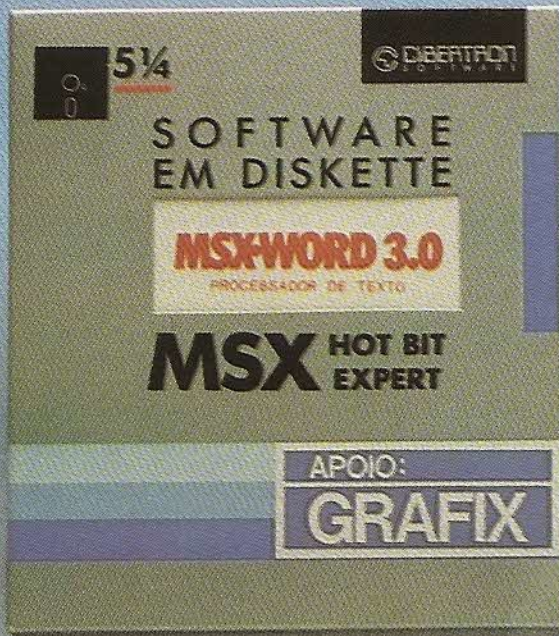 5¼
CIBERTRON
SOFTWARE
SOFTWARE
EM DISKETTE
MSX-WORD 3.0
PROCESSADOR DE TEXTO
MSX HOT BIT
EXPERT
APOIO:
GRAFIX